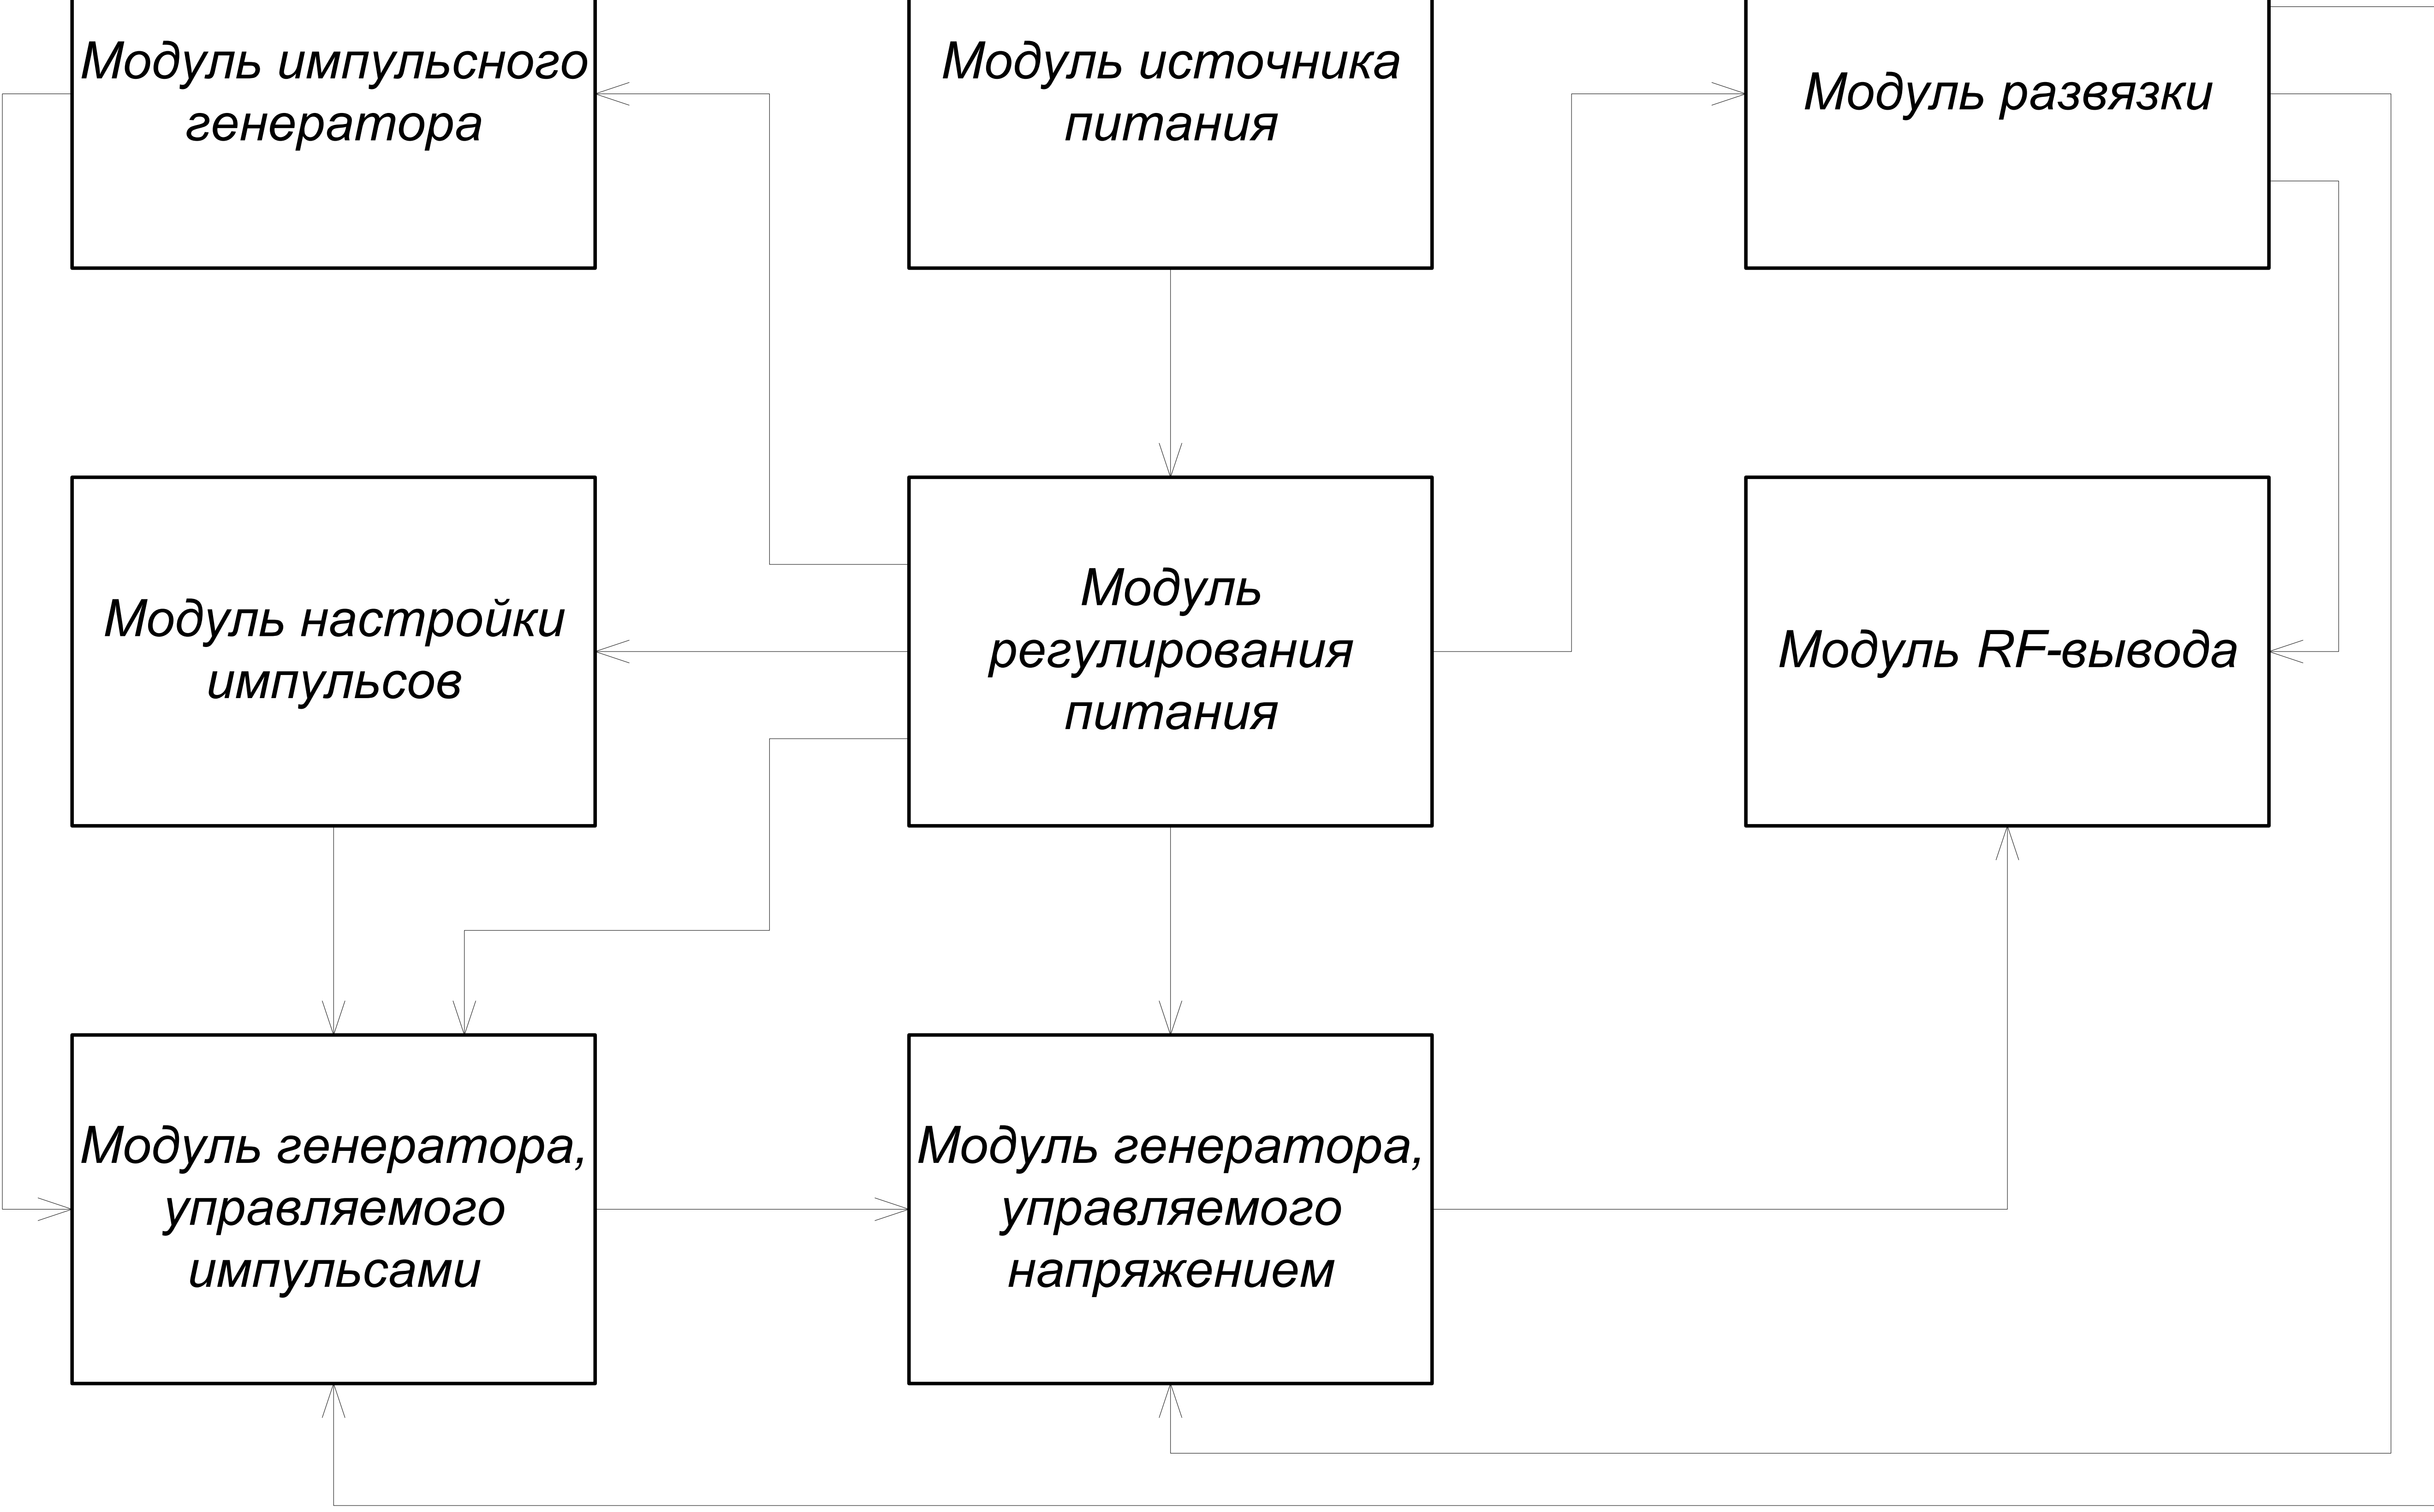 Модуль импульсного
генератора
Модуль источника
питания
Модуль развязки
Модуль настройки
импульсов
Модуль
регулирования
питания
Модуль RF-вывода
Модуль генератора,
управляемого
импульсами
Модуль генератора,
управляемого
напряжением